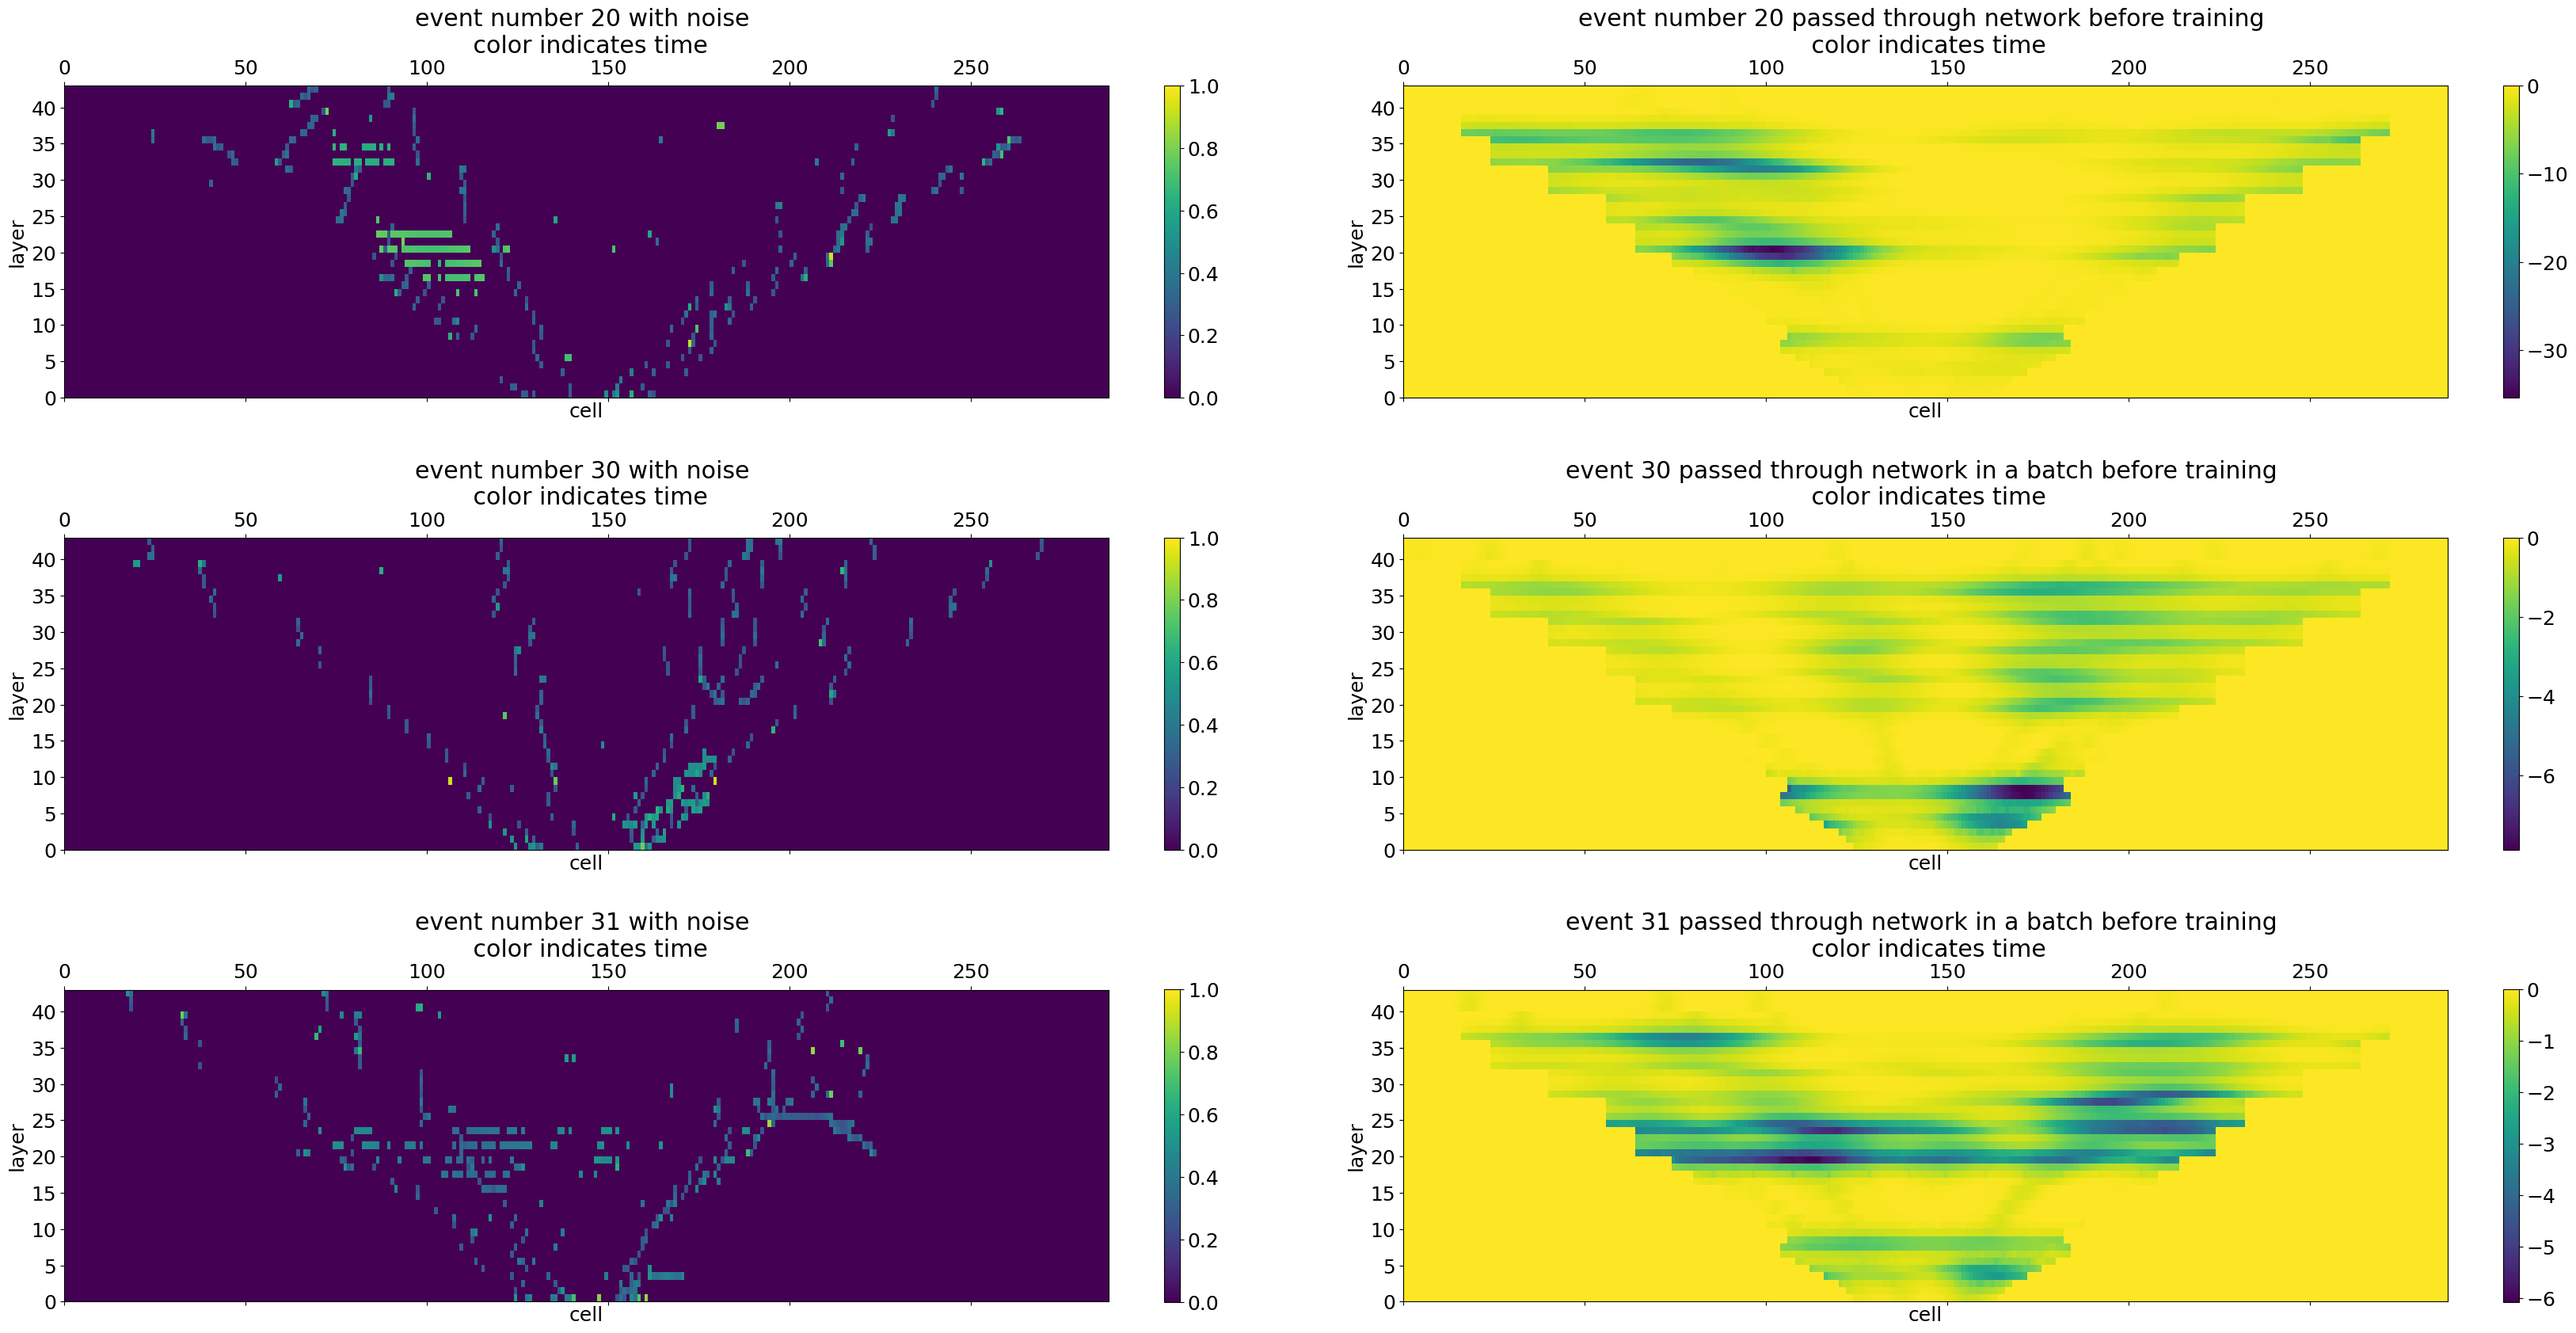 event number 20 with noise
color indicates time
0 50 100 150 200 250
40
35
30
25
20
15
10
5
0
layer
cell
1.0
0.8
0.6
0.4
0.2
0.0
event number 20 passed through network before training
color indicates time
0 50 100 150 200 250
40
35
30
25
20
15
10
5
0
layer
cell
0
−10
−20
−30
event number 30 with noise
color indicates time
0 50 100 150 200 250
40
35
30
25
20
15
10
5
0
layer
cell
1.0
0.8
0.6
0.4
0.2
0.0
event 30 passed through network in a batch before training
color indicates time
0 50 100 150 200 250
40
35
30
25
20
15
10
5
0
layer
cell
0
−2
−4
−6
event number 31 with noise
color indicates time
0 50 100 150 200 250
40
35
30
25
20
15
10
5
0
layer
cell
1.0
0.8
0.6
0.4
0.2
0.0
event 31 passed through network in a batch before training
color indicates time
0 50 100 150 200 250
40
35
30
25
20
15
10
5
0
layer
cell
0
−1
−2
−3
−4
−5
−6